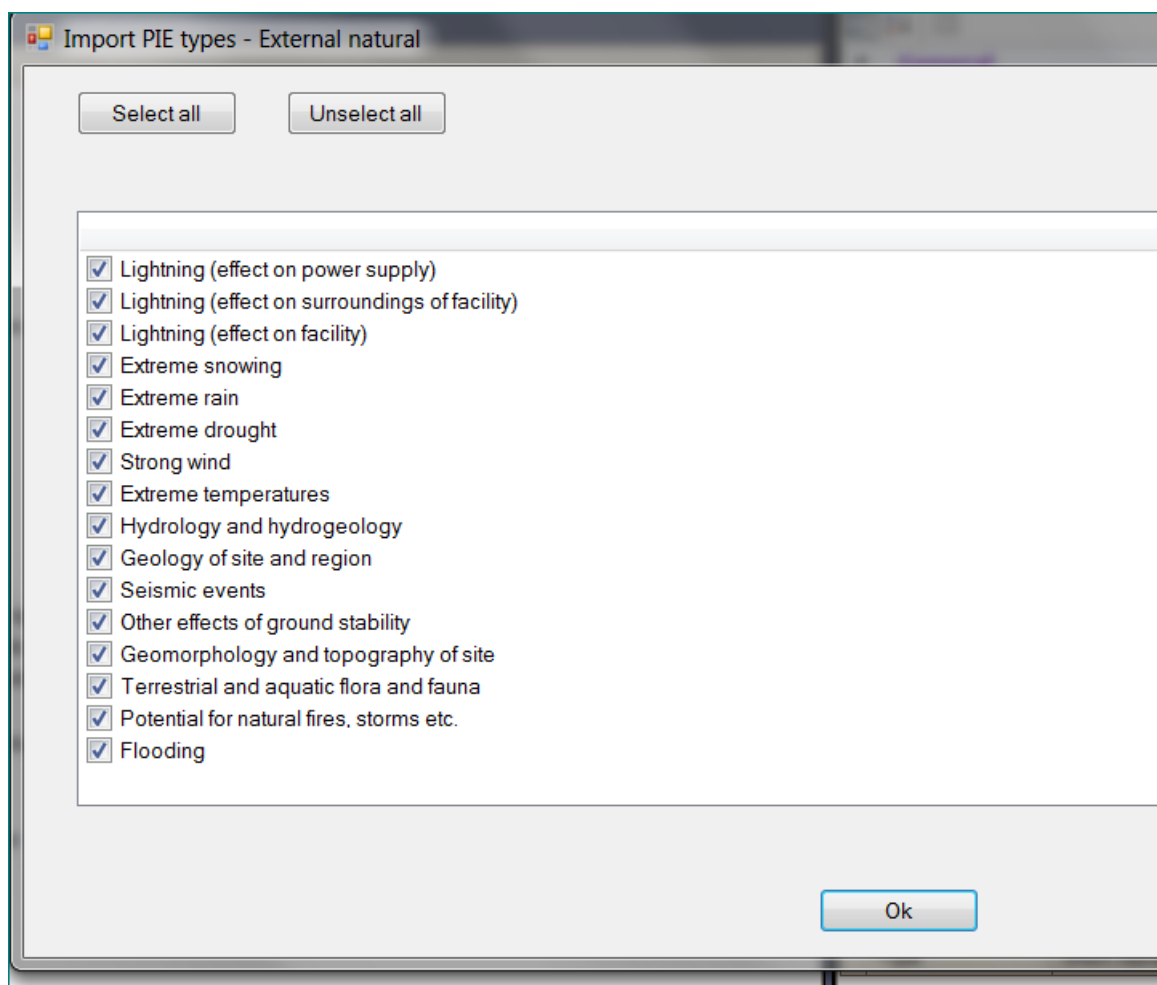 Import PIE types - External natural
Select all
Unselect all
Lightning (effect on power supply)
Lightning (effect on surroundings of facility)
Lightning (effect on facility)
Extreme snowing
Extreme rain
Extreme drought
Strong wind
Extreme temperatures
Hydrology and hydrogeology
Geology of site and region
Seismic events
Other effects of ground stability
Geomorphology and topography of site
Terrestrial and aquatic flora and fauna
Potential for natural fires, storms etc.
Flooding
Ok